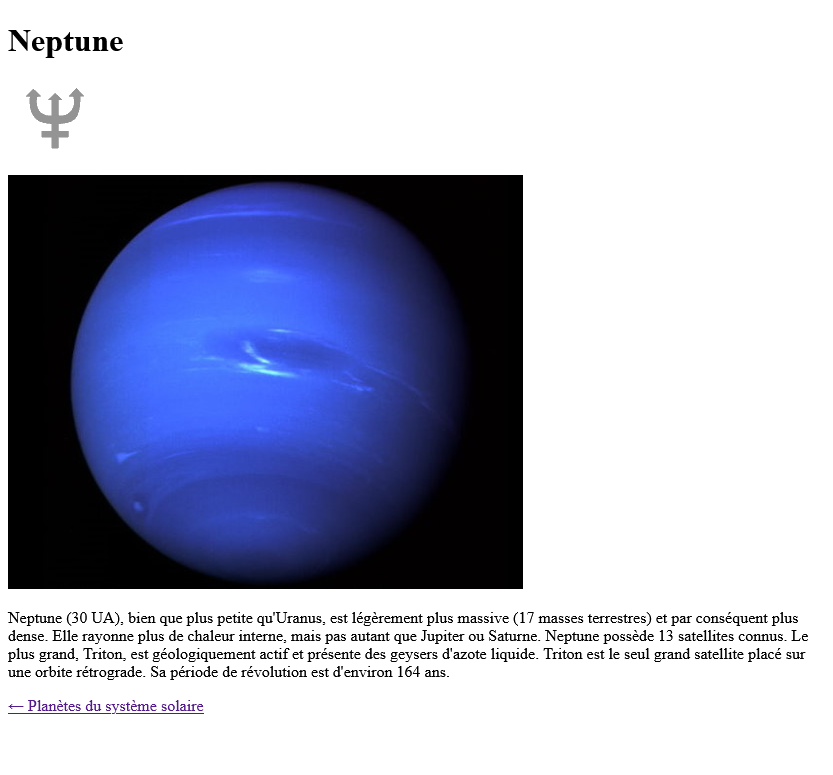 Neptune
Neptune (30 UA), bien que plus petite qu'Uranus, est légèrement plus massive (17 masses terrestres) et par conséquent plus
dense. Elle rayonne plus de chaleur interne, mais pas autant que Jupiter ou Saturne. Neptune possède 13 satellites connus. Le
plus grand, Triton, est géologiquement actif et présente des geysers d'azote liquide. Triton est le seul grand satellite placé sur
une orbite rétrograde. Sa période de révolution est d'environ 164 ans.
← Planètes du système solaire